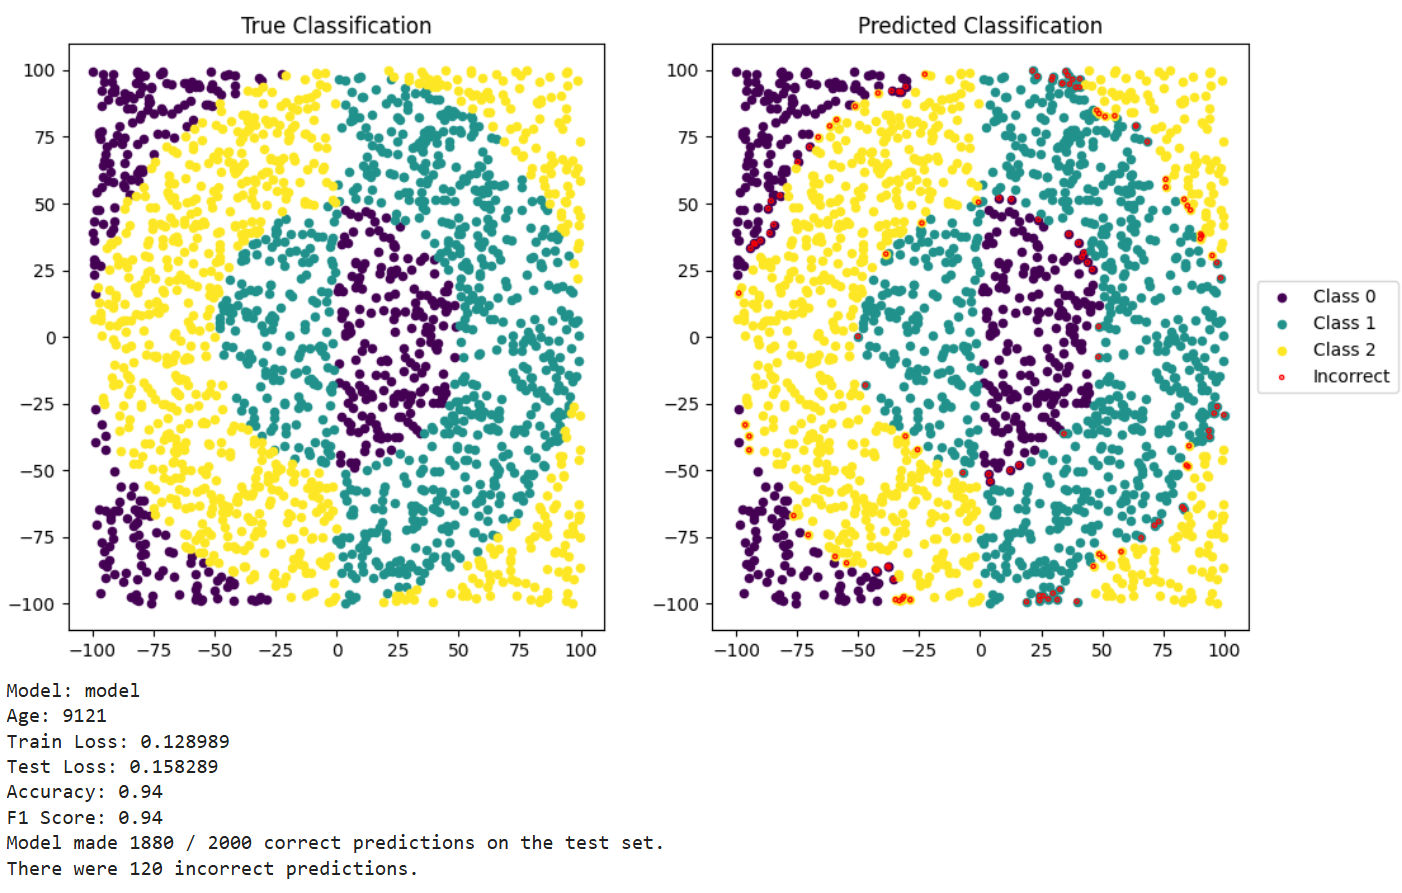 True Classification
Predicted Classification
100
75
50
25
0
−25
−50
−75
−100
−100 −75 −50 −25 0 25 50 75 100
100
75
50
25
0
−25
−50
−75
−100
−100 −75 −50 −25 0 25 50 75 100
Class 0
Class 1
Class 2
Incorrect
Model: model
Age: 9121
Train Loss: 0.128989
Test Loss: 0.158289
Accuracy: 0.94
F1 Score: 0.94
Model made 1880 / 2000 correct predictions on the test set.
There were 120 incorrect predictions.